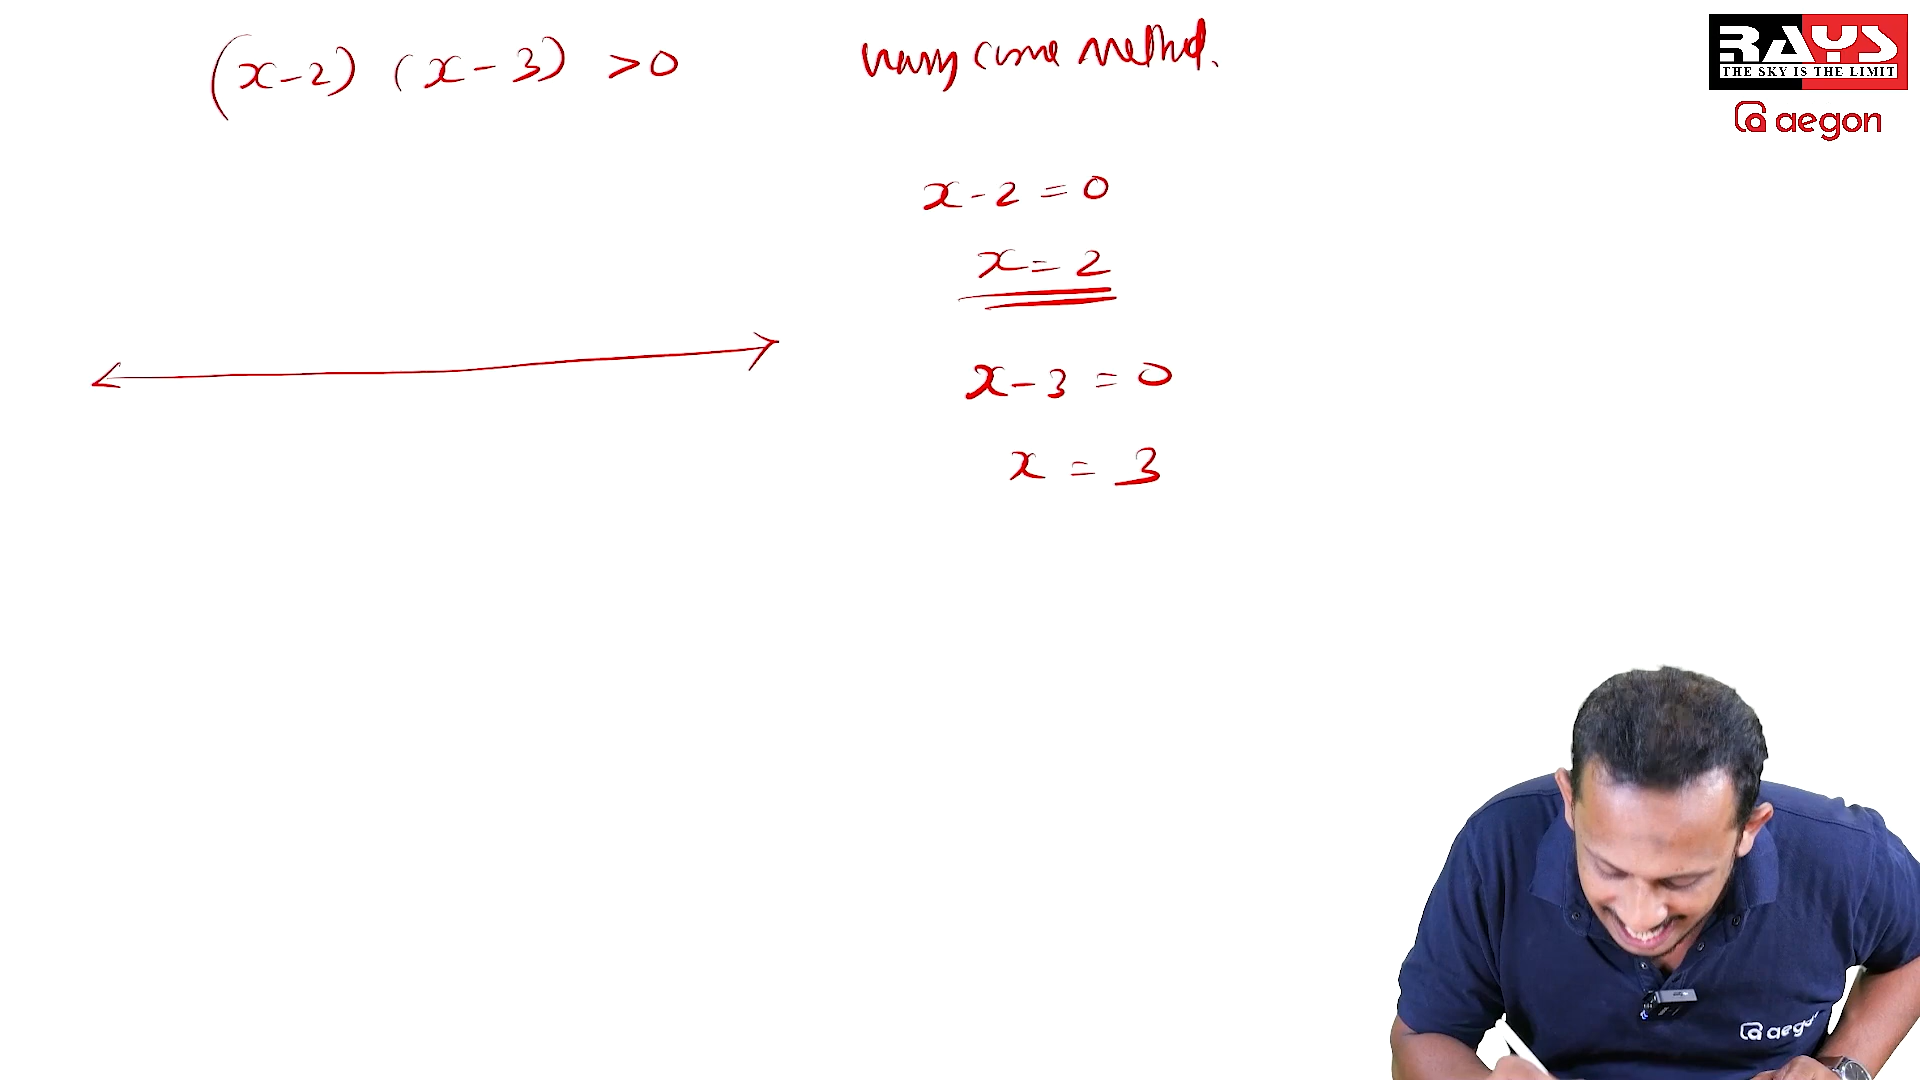 (x-2) (x-3) >0
wavy curve method.
x-2=0
x=2
x-3=0
x=3
RAYS
THE SKY IS THE LIMIT
aegon
aegon